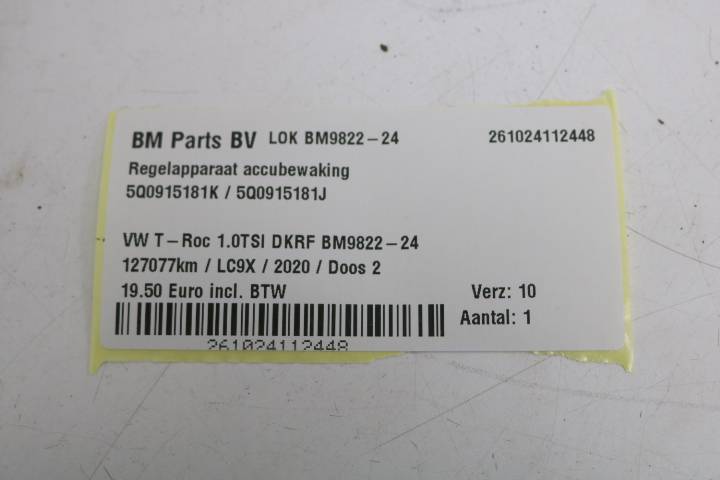 BM Parts BV LOK BM9822-24 261024112448
Regelapparaat accubewaking
5Q0915181K / 5Q0915181J
VW T-Roc 1.0TSI DKRF BM9822-24
127077km / LC9X / 2020 / Doos 2
19.50 Euro incl. BTW Verz: 10
Aantal: 1
261024112448